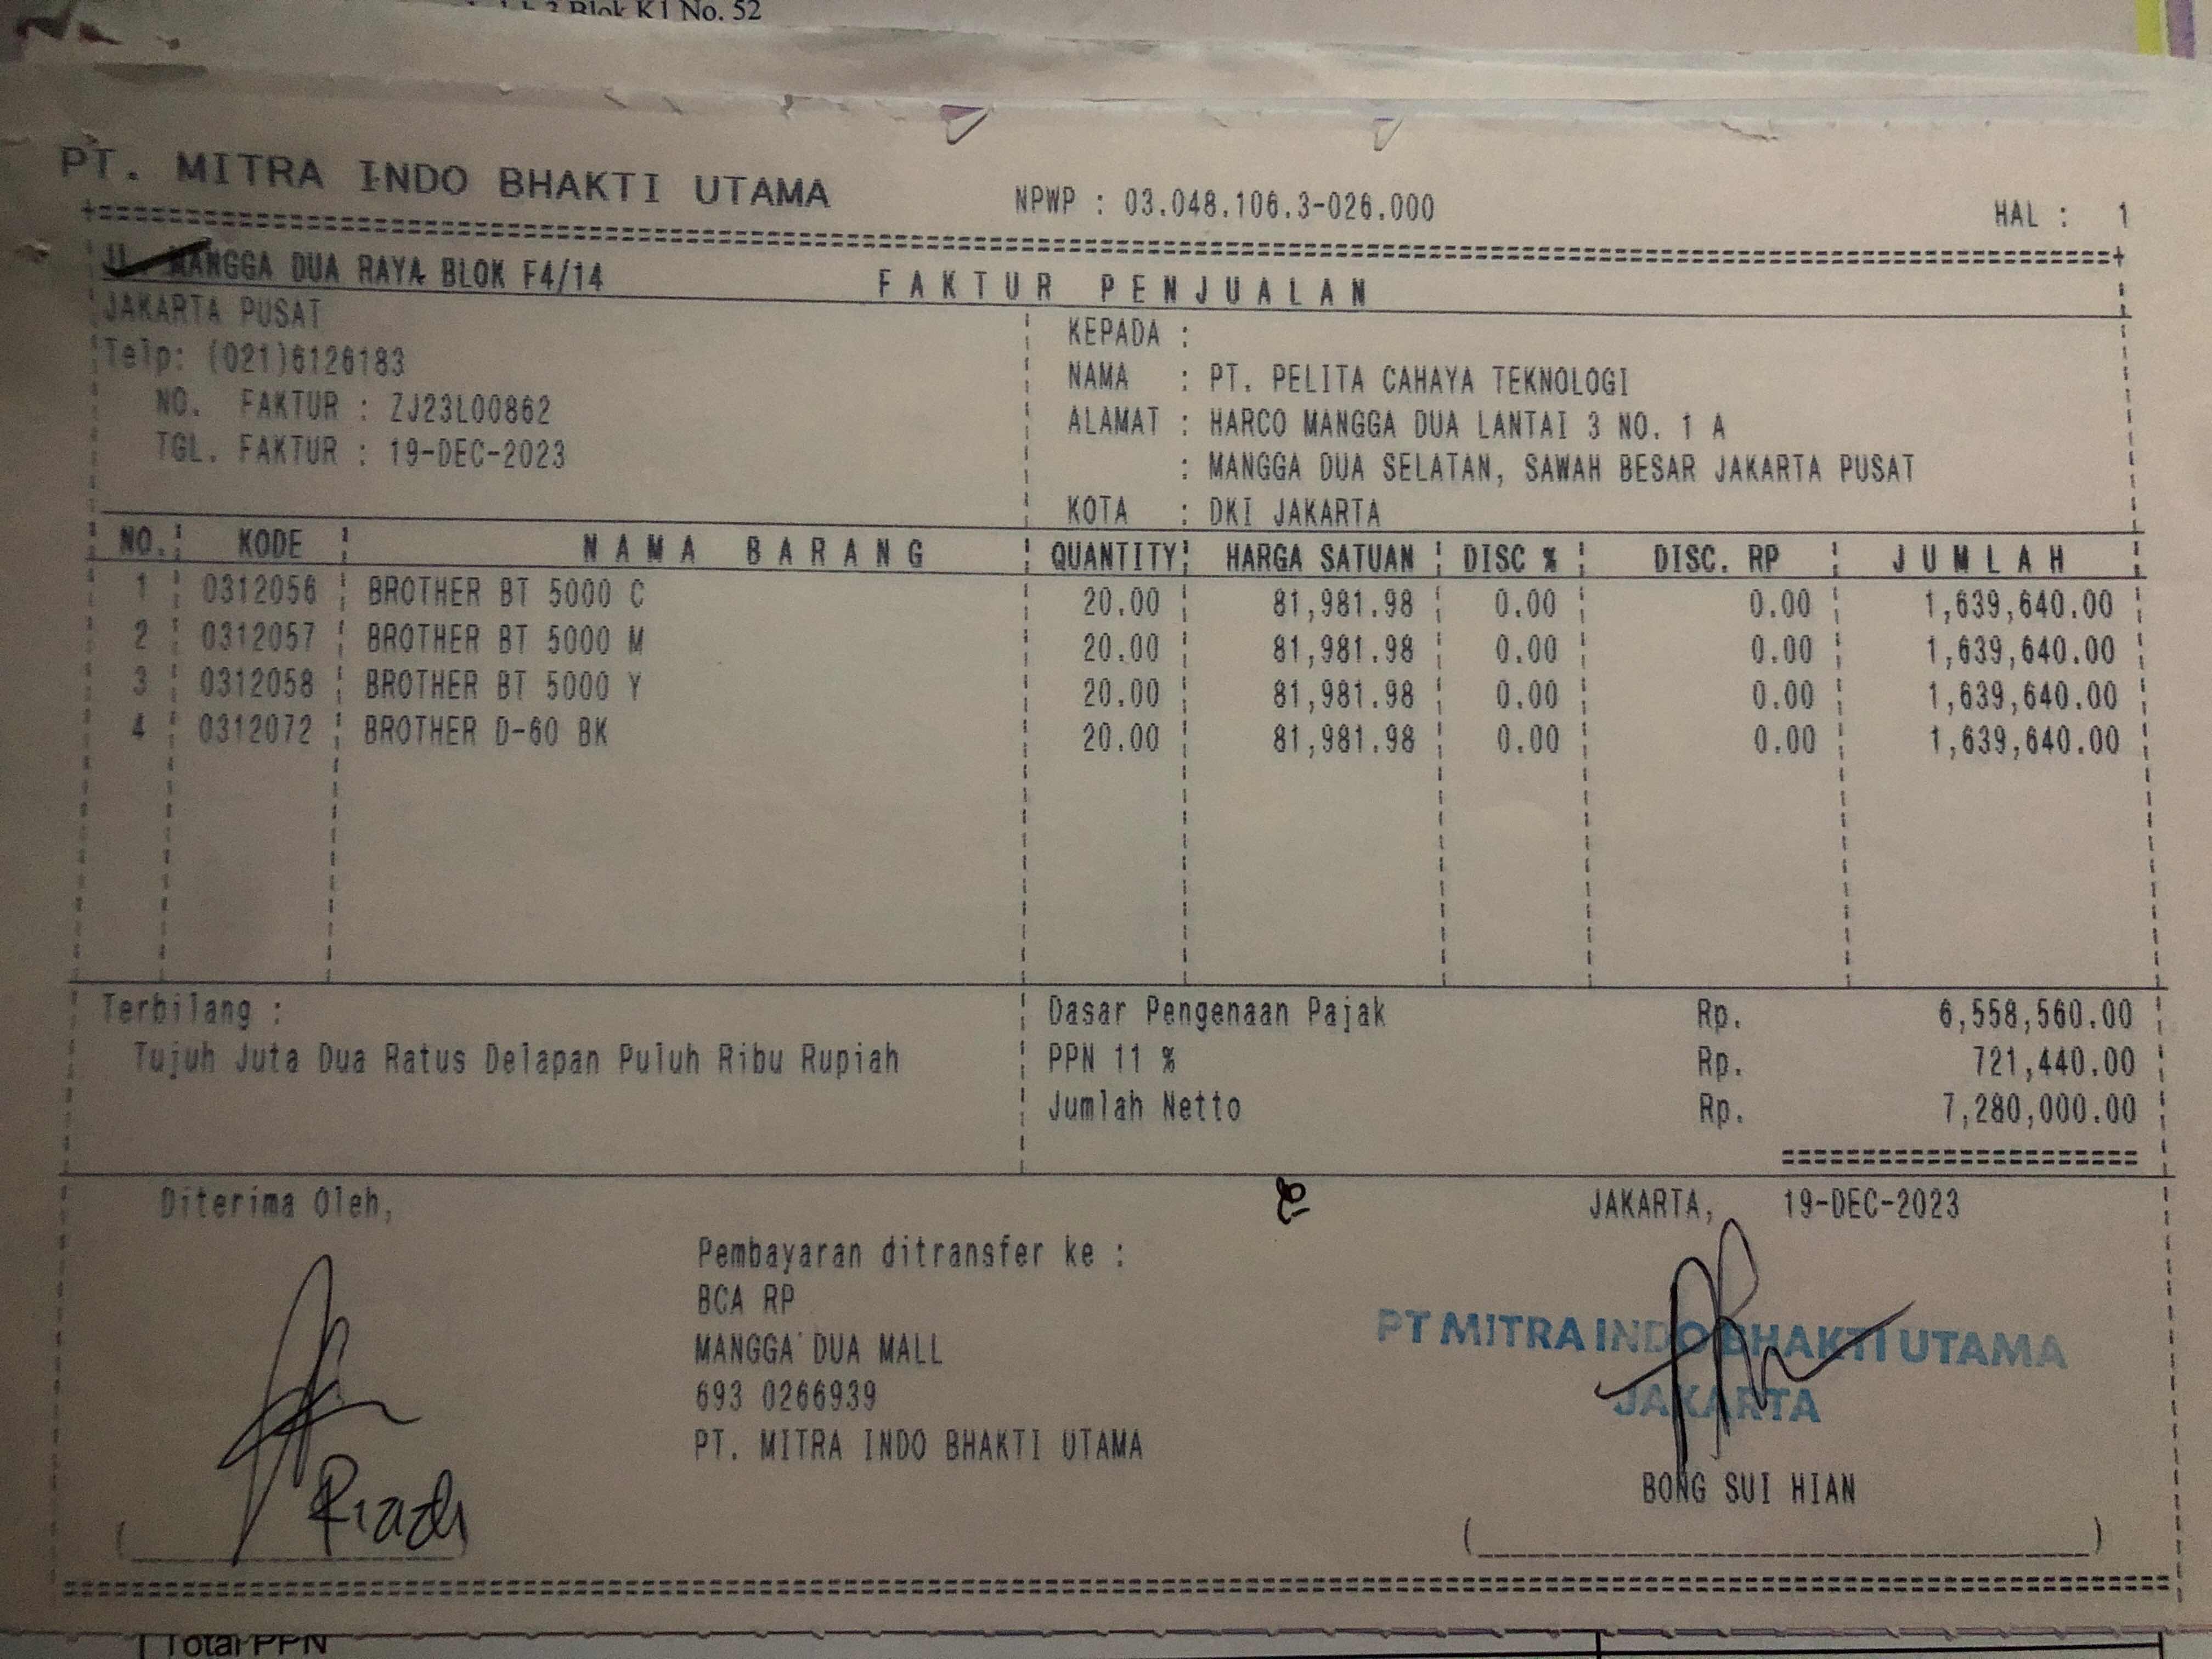 Blok K1 No. 52
PT. MITRA INDO BHAKTI UTAMA
NPWP : 03.048.106.3-026.000
HAL : 1
JL. MANGGA DUA RAYA BLOK F4/14
FAKTUR PENJUALAN
JAKARTA PUSAT
Telp: (021)6126183
NO. FAKTUR : ZJ23L00862
TGL. FAKTUR : 19-DEC-2023
KEPADA :
NAMA : PT. PELITA CAHAYA TEKNOLOGI
ALAMAT : HARCO MANGGA DUA LANTAI 3 NO. 1 A
: MANGGA DUA SELATAN, SAWAH BESAR JAKARTA PUSAT
KOTA : DKI JAKARTA
NO. KODE NAMA BARANG QUANTITY HARGA SATUAN DISC % DISC. RP JUMLAH
1 0312056 BROTHER BT 5000 C 20.00 81,981.98 0.00 0.00 1,639,640.00
2 0312057 BROTHER BT 5000 M 20.00 81,981.98 0.00 0.00 1,639,640.00
3 0312058 BROTHER BT 5000 Y 20.00 81,981.98 0.00 0.00 1,639,640.00
4 0312072 BROTHER D-60 BK 20.00 81,981.98 0.00 0.00 1,639,640.00
Terbilang :
Tujuh Juta Dua Ratus Delapan Puluh Ribu Rupiah
Dasar Pengenaan Pajak Rp. 6,558,560.00
PPN 11 % Rp. 721,440.00
Jumlah Netto Rp. 7,280,000.00
Diterima Oleh,
Riadi
Pembayaran ditransfer ke :
BCA RP
MANGGA DUA MALL
693 0266939
PT. MITRA INDO BHAKTI UTAMA
JAKARTA, 19-DEC-2023
PT MITRA INDO BHAKTI UTAMA
JAKARTA
BONG SUI HIAN
Total PPN